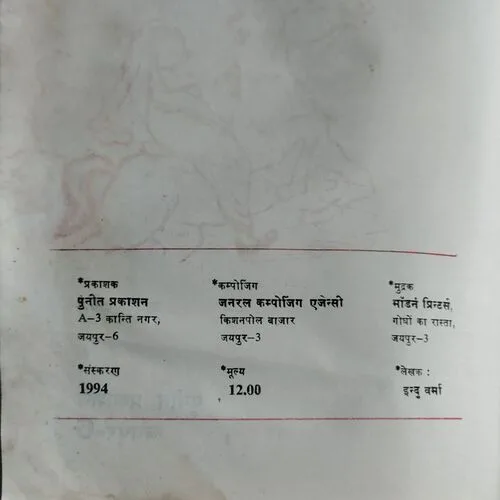 *प्रकाशक
पुनीत प्रकाशन
A-3 कान्ति नगर,
जयपुर-6
*कम्पोजिंग
जनरल कम्पोजिग एजेन्सी
किशनपोल बाजार
जयपुर-3
*मुद्रक
मॉडर्न प्रिन्टर्स,
गोधों का रास्ता,
जयपुर-3
*संस्करण
1994
*मूल्य
12.00
*लेखक :
इन्दु वर्मा